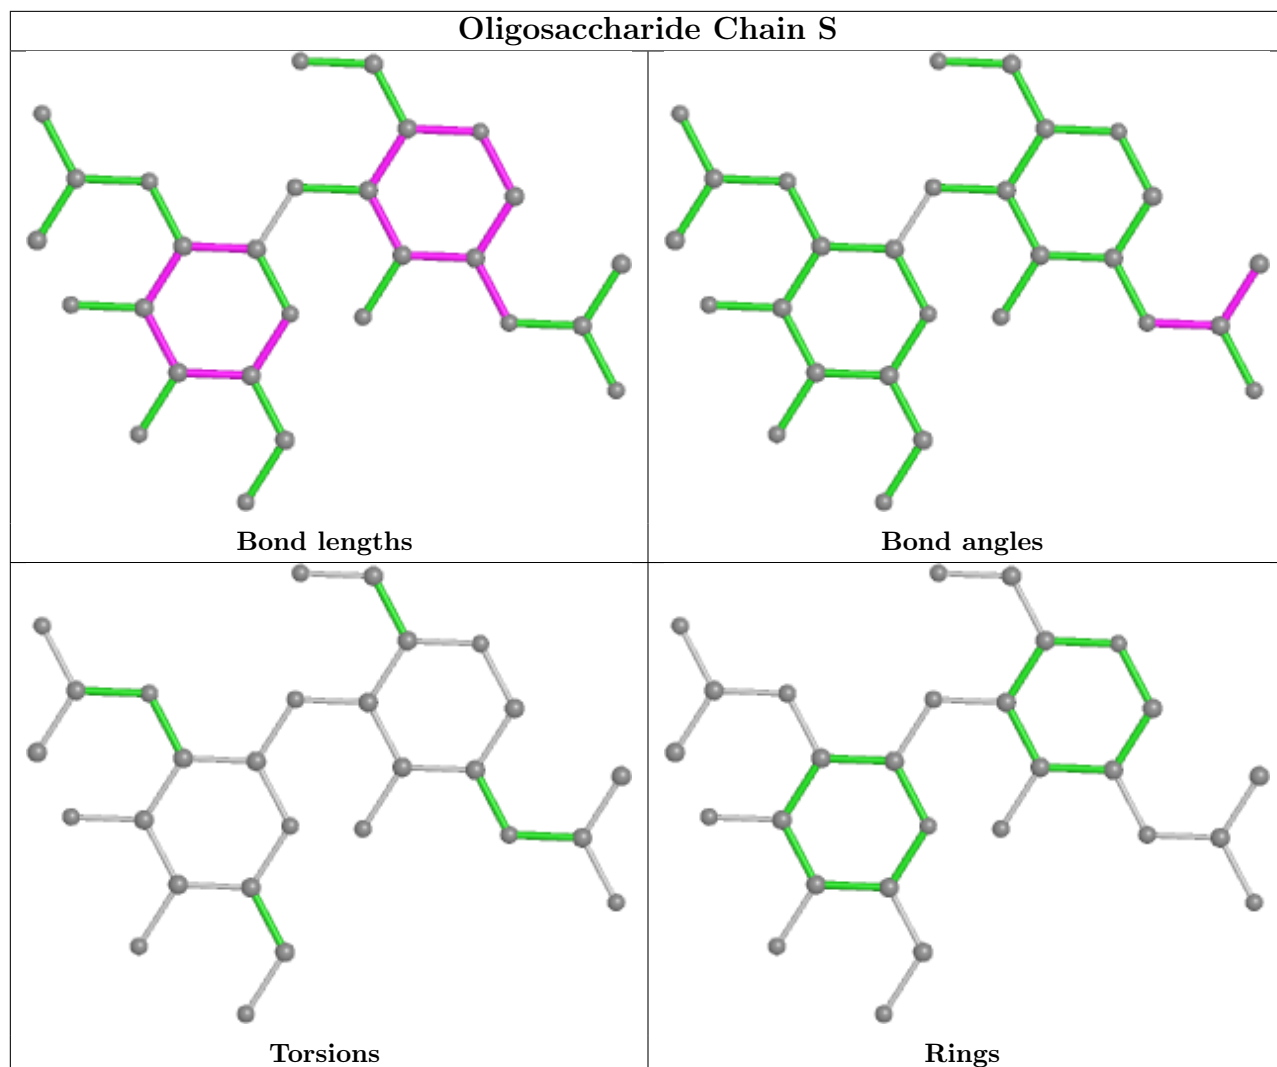 Oligosaccharide Chain S
Bond lengths
Bond angles
Torsions
Rings